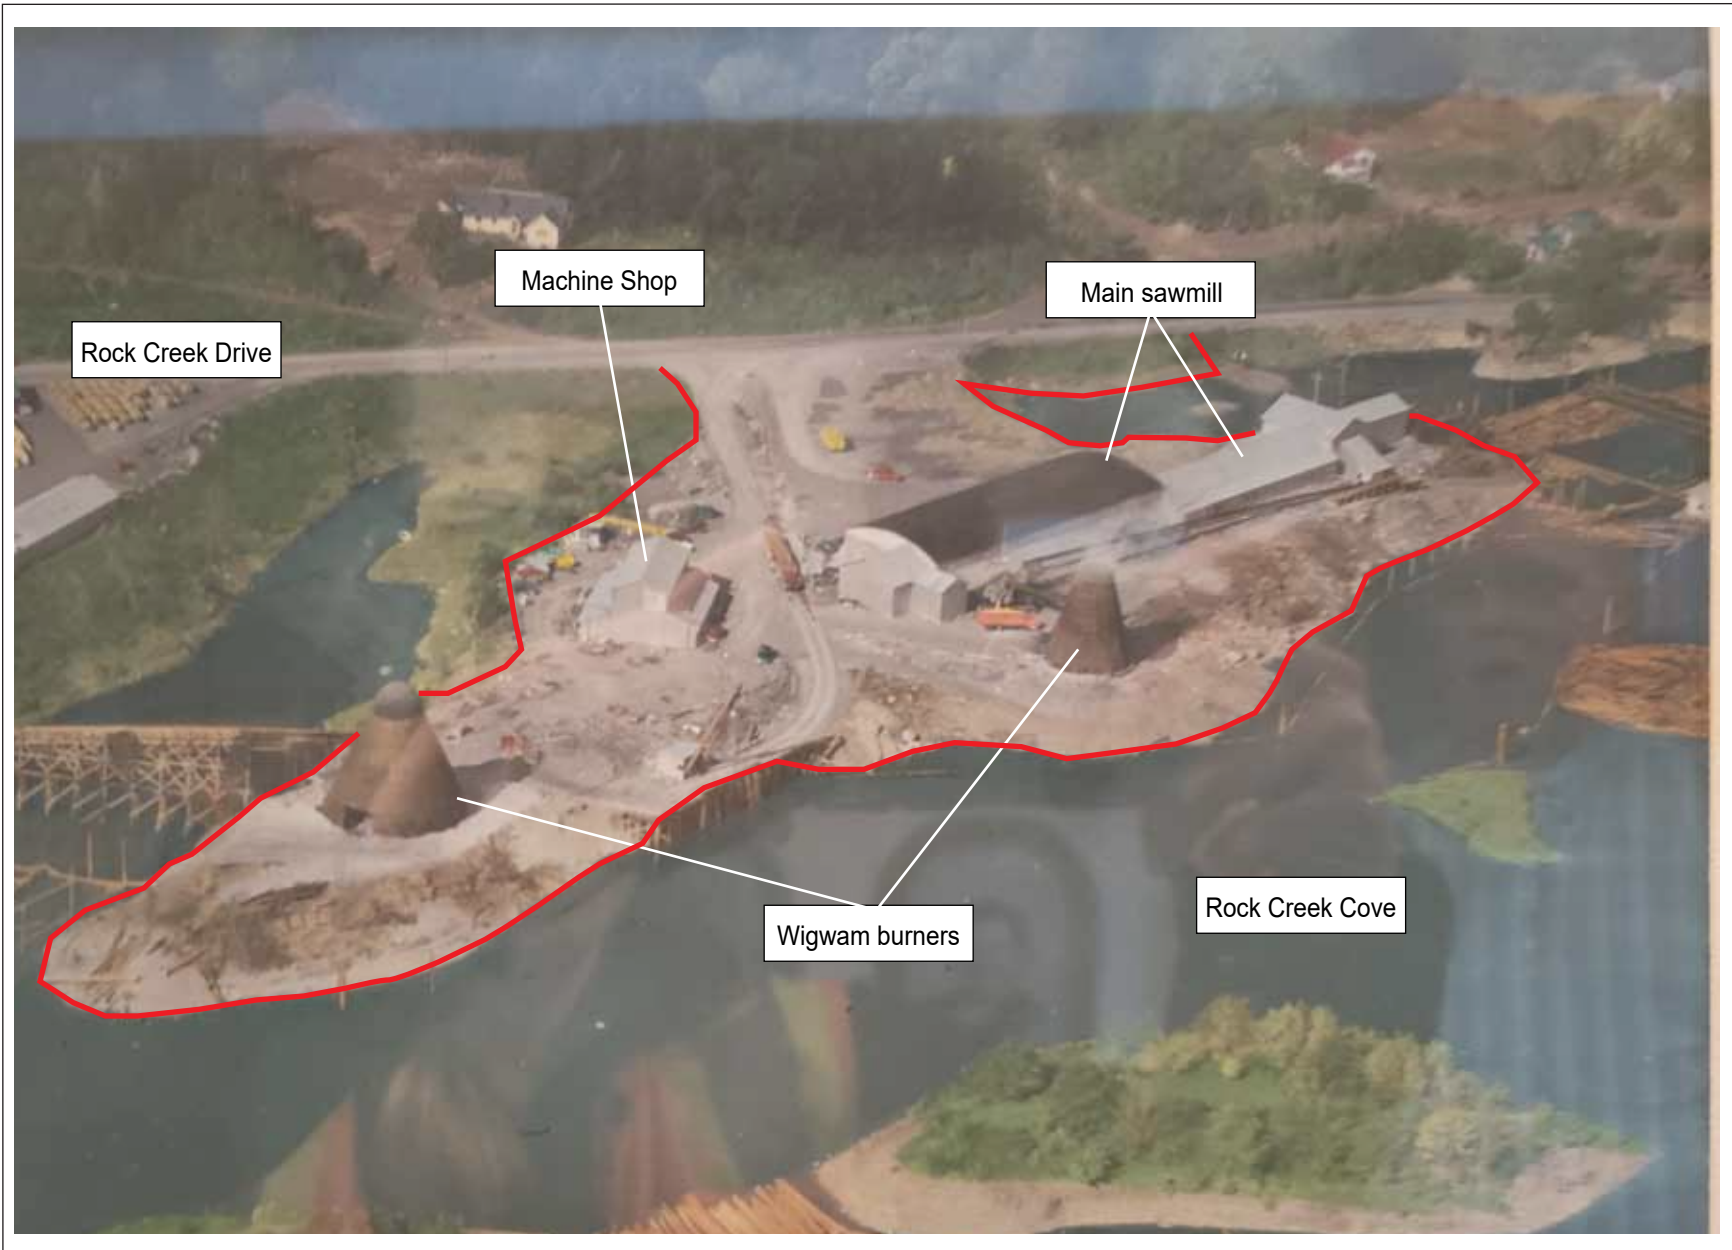 Machine Shop
Main sawmill
Rock Creek Drive
Rock Creek Cove
Wigwam burners